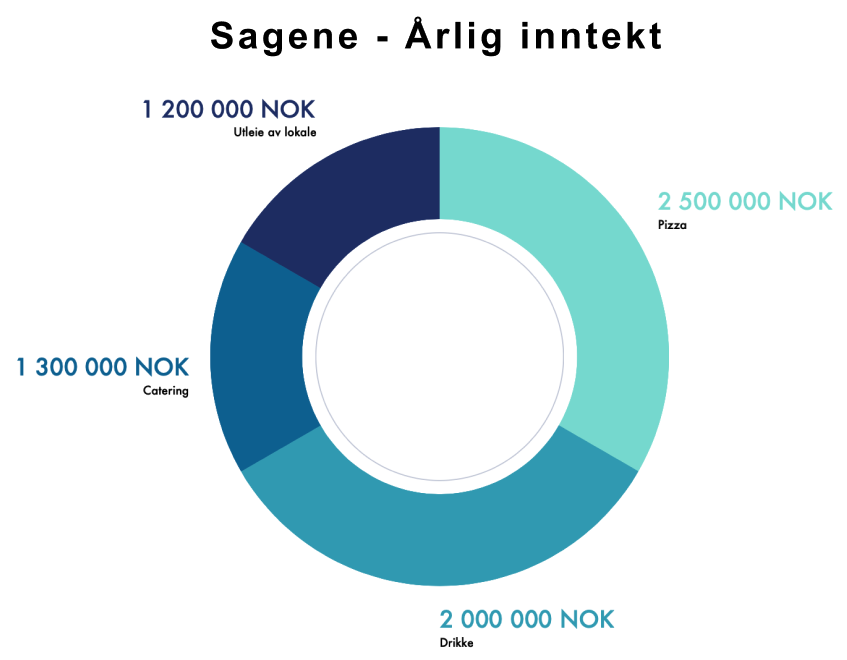 Sagene - Årlig inntekt
1 200 000 NOK
Utleie av lokale
2 500 000 NOK
Pizza
1 300 000 NOK
Catering
2 000 000 NOK
Drikke